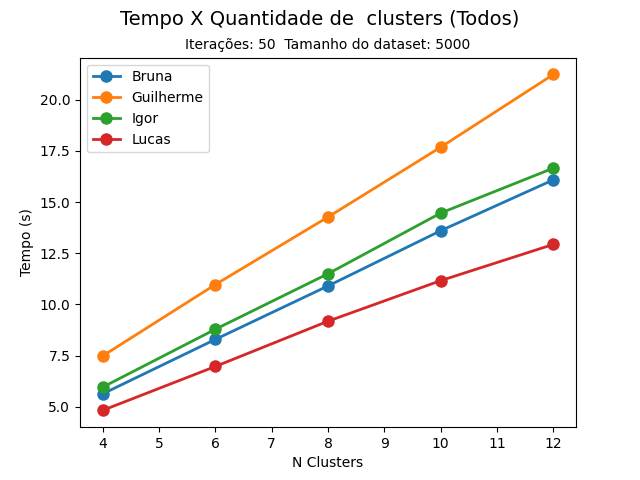 Tempo X Quantidade de  clusters (Todos)
Iterações: 50  Tamanho do dataset: 5000
Bruna
Guilherme
Igor
Lucas
Tempo (s)
20.0
17.5
15.0
12.5
10.0
7.5
5.0
4 5 6 7 8 9 10 11 12
N Clusters